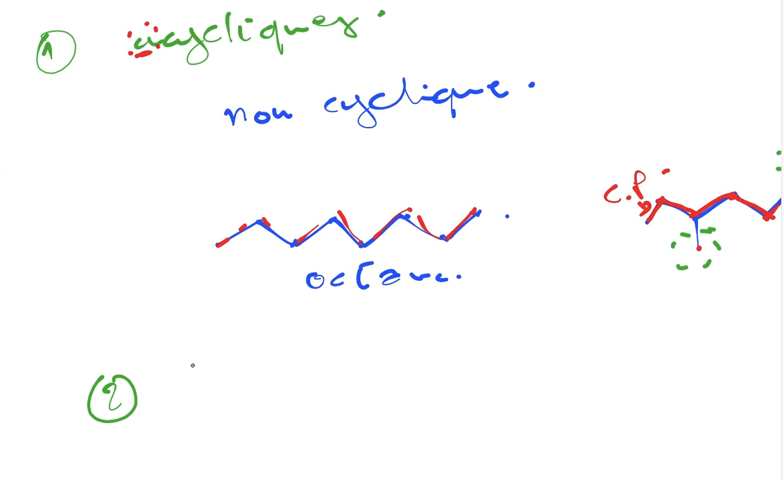 1 acycliques.
non cyclique.
c.p
octane.
2